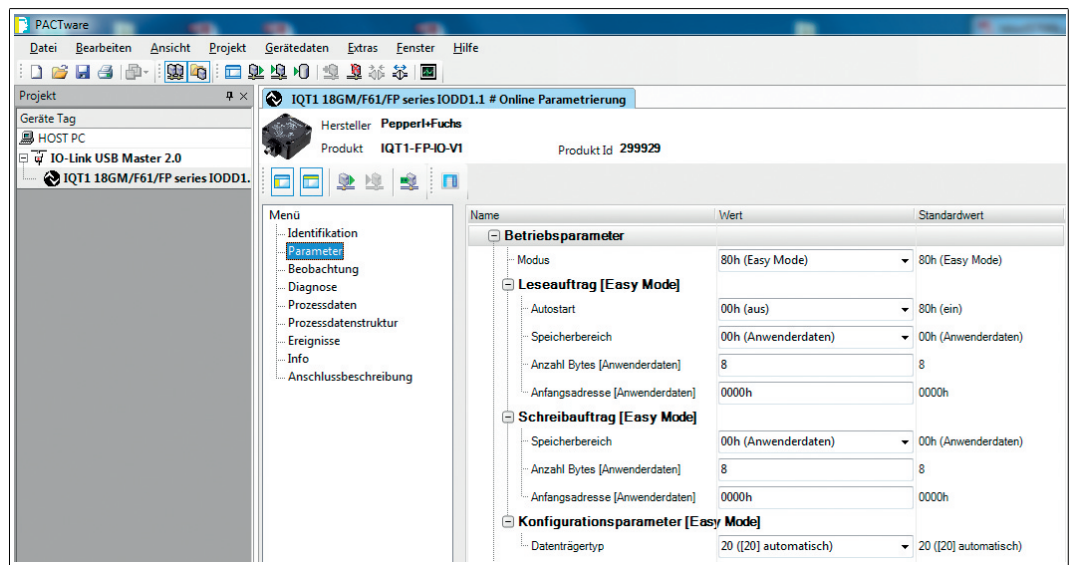 PACTware
Datei Bearbeiten Ansicht Projekt Gerätedaten Extras Fenster Hilfe
Projekt
Geräte Tag
HOST PC
IO-Link USB Master 2.0
IQT1 18GM/F61/FP series IODD1.
IQT1 18GM/F61/FP series IODD1.1 # Online Parametrierung
Hersteller Pepperl+Fuchs
Produkt IQT1-FP-IO-V1 Produkt Id 299929
Menü
Identifikation
Parameter
Beobachtung
Diagnose
Prozessdaten
Prozessdatenstruktur
Ereignisse
Info
Anschlussbeschreibung
Name Wert Standardwert
Betriebsparameter
Modus 80h (Easy Mode) 80h (Easy Mode)
Leseauftrag [Easy Mode]
Autostart 00h (aus) 80h (ein)
Speicherbereich 00h (Anwenderdaten) 00h (Anwenderdaten)
Anzahl Bytes [Anwenderdaten] 8 8
Anfangsadresse [Anwenderdaten] 0000h 0000h
Schreibauftrag [Easy Mode]
Speicherbereich 00h (Anwenderdaten) 00h (Anwenderdaten)
Anzahl Bytes [Anwenderdaten] 8 8
Anfangsadresse [Anwenderdaten] 0000h 0000h
Konfigurationsparameter [Easy Mode]
Datenträgertyp 20 ([20] automatisch) 20 ([20] automatisch)